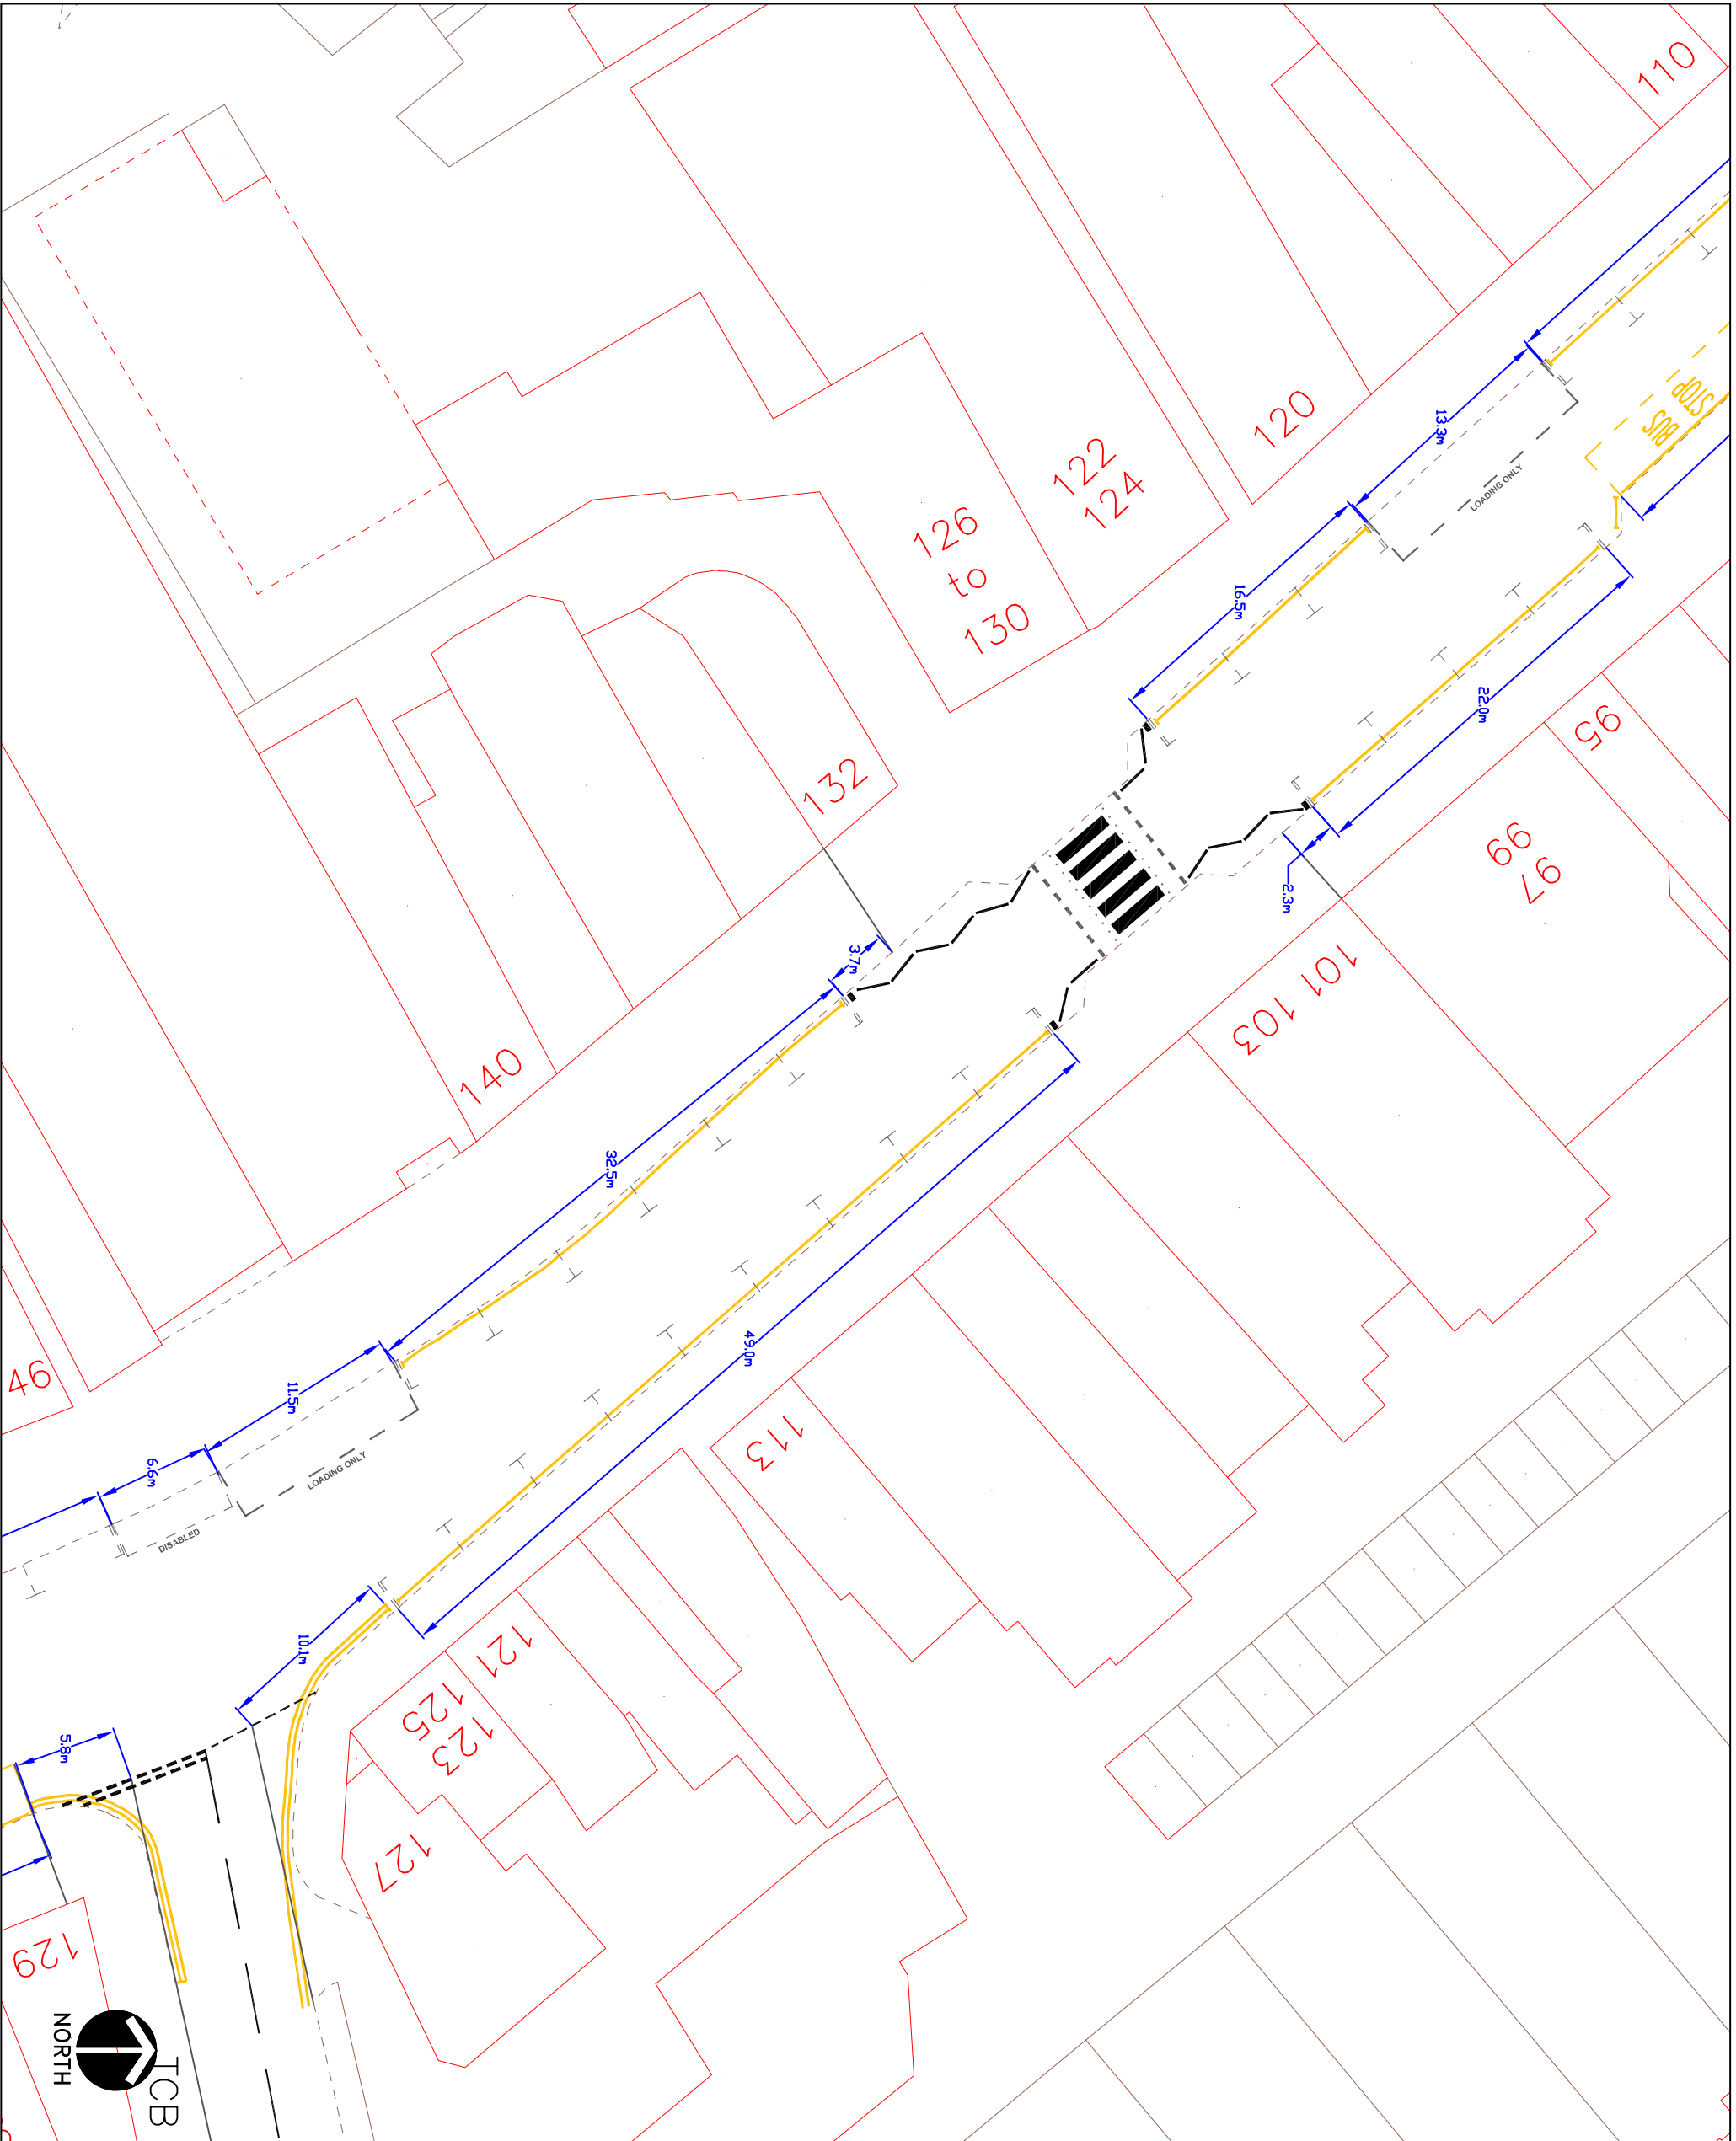 110
STOP
BUS
13.3m
120
LOADING ONLY
122
124
126
to
130
16.5m
22.0m
95
132
99
97
2.3m
3.7m
101 103
140
32.5m
49.0m
46
11.5m
113
LOADING ONLY
6.6m
DISABLED
10.1m
121
125
123
5.8m
127
129
NORTH
TCB